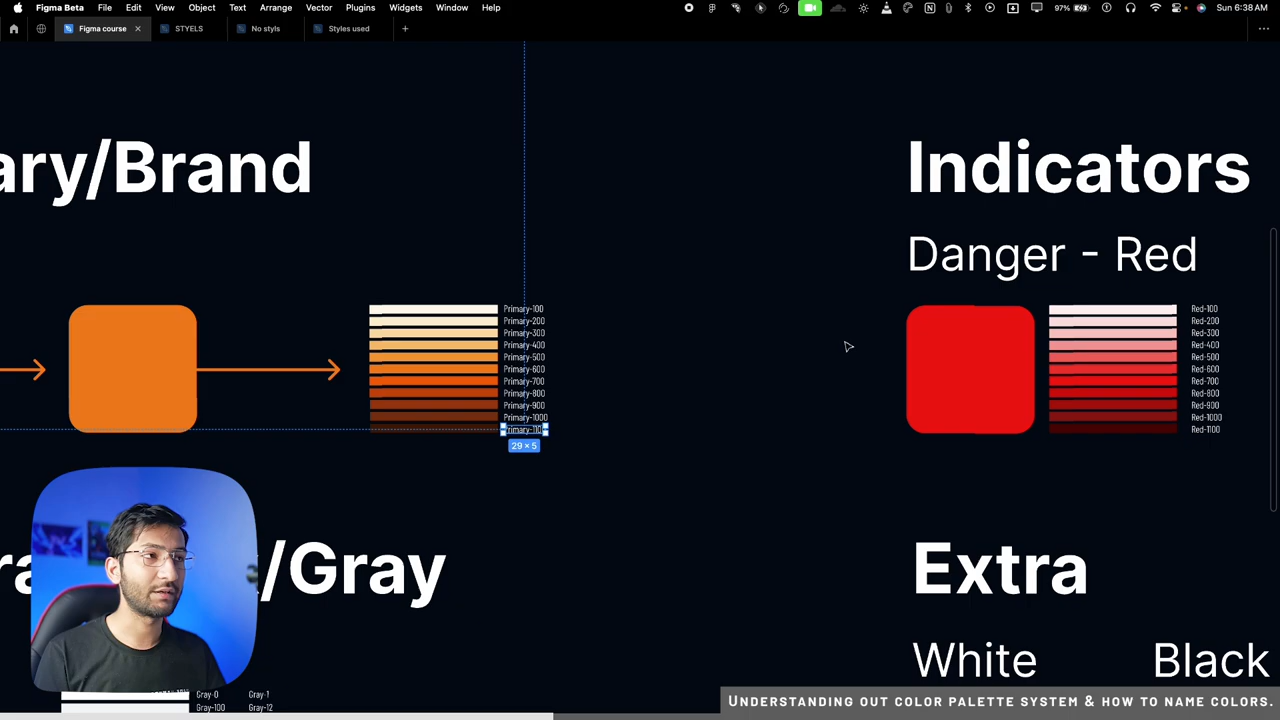 Figma Beta File Edit View Object Text Arrange Vector Plugins Widgets Window Help 97% Sun 6:38 AM
Figma course STYELS No styls Styles used
ary/Brand
Indicators
Danger - Red
Primary-100
Primary-200
Primary-300
Primary-400
Primary-500
Primary-600
Primary-700
Primary-800
Primary-900
Primary-1000
29 × 5
Red-100
Red-200
Red-300
Red-400
Red-500
Red-600
Red-700
Red-800
Red-900
Red-1000
Red-1100
/Gray
Extra
White Black
Gray-0 Gray-1
Gray-100 Gray-12
Understanding out color palette system & how to name colors.